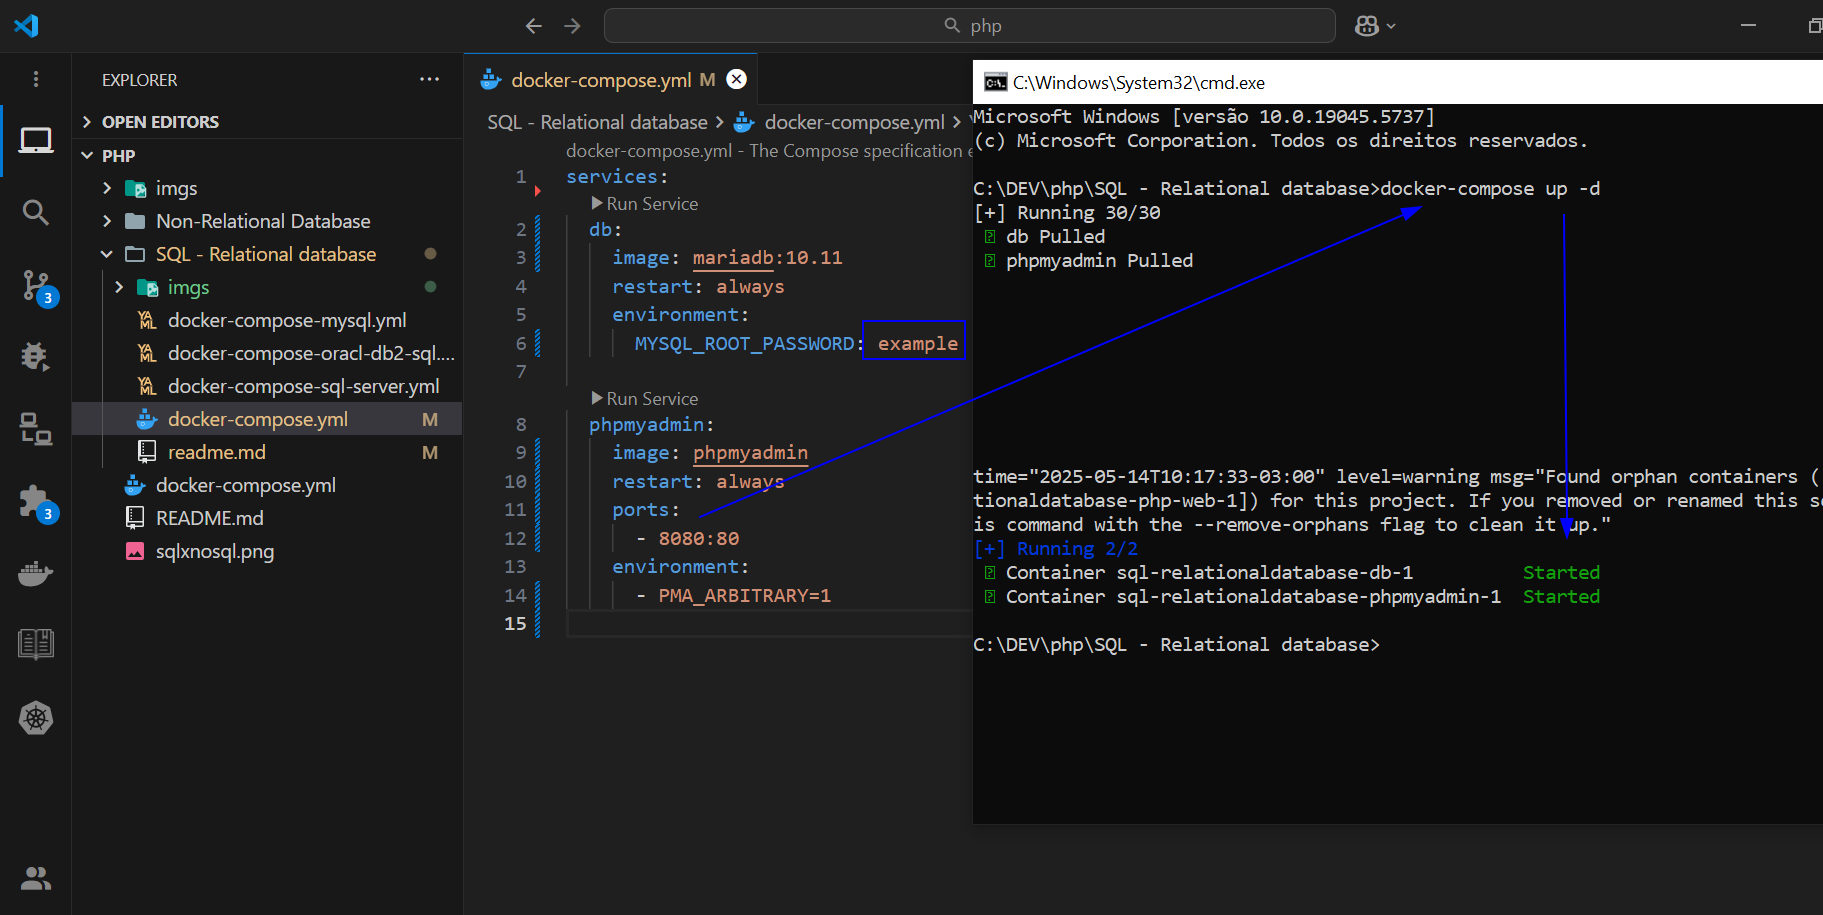 php
EXPLORER
OPEN EDITORS
PHP
imgs
Non-Relational Database
SQL - Relational database
imgs
docker-compose-mysql.yml
docker-compose-oracl-db2-sql....
docker-compose-sql-server.yml
docker-compose.yml M
readme.md M
docker-compose.yml
README.md
sqlxnosql.png
3
3
docker-compose.yml M
SQL - Relational database > docker-compose.yml >
docker-compose.yml - The Compose specification
1 services:
Run Service
2 db:
3 image: mariadb:10.11
4 restart: always
5 environment:
6 MYSQL_ROOT_PASSWORD: example
7
Run Service
8 phpmyadmin:
9 image: phpmyadmin
10 restart: always
11 ports:
12 - 8080:80
13 environment:
14 - PMA_ARBITRARY=1
15
C:\Windows\System32\cmd.exe
Microsoft Windows [versão 10.0.19045.5737]
(c) Microsoft Corporation. Todos os direitos reservados.
C:\DEV\php\SQL - Relational database>docker-compose up -d
[+] Running 30/30
db Pulled
phpmyadmin Pulled
time="2025-05-14T10:17:33-03:00" level=warning msg="Found orphan containers (
tionaldatabase-php-web-1]) for this project. If you removed or renamed this
is command with the --remove-orphans flag to clean it up."
[+] Running 2/2
Container sql-relationaldatabase-db-1 Started
Container sql-relationaldatabase-phpmyadmin-1 Started
C:\DEV\php\SQL - Relational database>